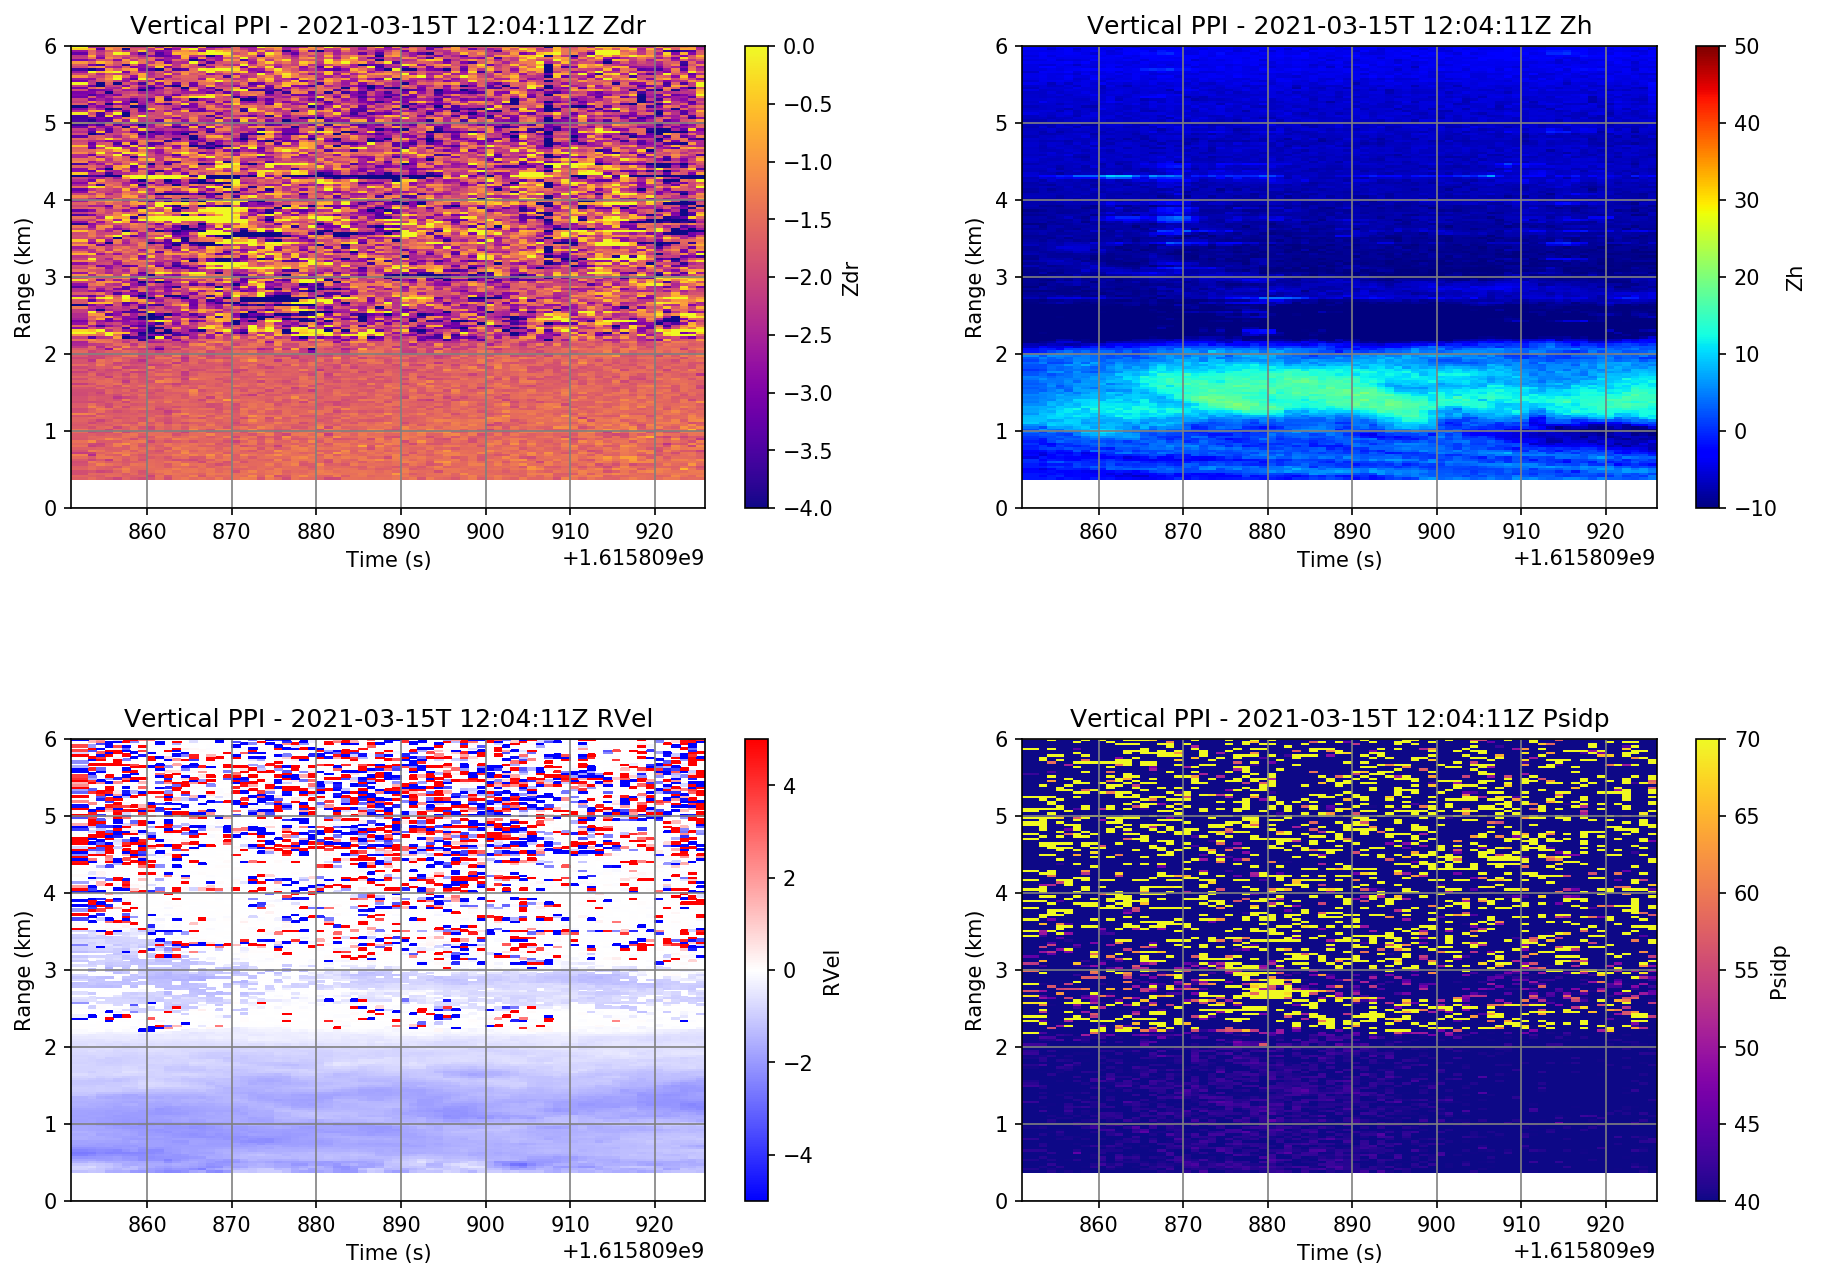 Vertical PPI - 2021-03-15T 12:04:11Z Zdr
6
5
4
3
2
1
0
Range (km)
860 870 880 890 900 910 920
Time (s)
+1.615809e9
0.0
−0.5
−1.0
−1.5
−2.0
−2.5
−3.0
−3.5
−4.0
Zdr
Vertical PPI - 2021-03-15T 12:04:11Z Zh
6
5
4
3
2
1
0
Range (km)
860 870 880 890 900 910 920
Time (s)
+1.615809e9
50
40
30
20
10
0
−10
Zh
Vertical PPI - 2021-03-15T 12:04:11Z RVel
6
5
4
3
2
1
0
Range (km)
860 870 880 890 900 910 920
Time (s)
+1.615809e9
4
2
0
−2
−4
RVel
Vertical PPI - 2021-03-15T 12:04:11Z Psidp
6
5
4
3
2
1
0
Range (km)
860 870 880 890 900 910 920
Time (s)
+1.615809e9
70
65
60
55
50
45
40
Psidp